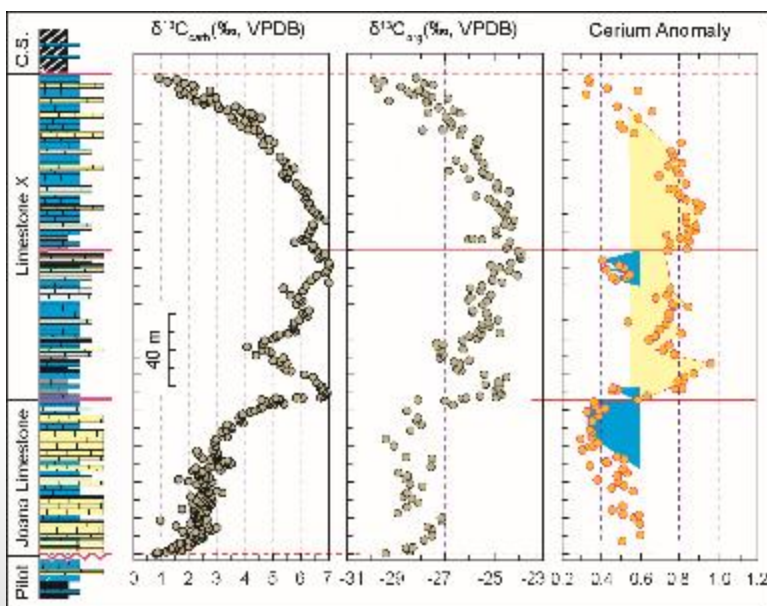 δ¹³Ccarb(‰, VPDB)
δ¹³Corg(‰, VPDB)
Cerium Anomaly
C.S.
Limestone X
Joana Limestone
Pilot
40 m
0 1 2 3 4 5 6 7
-31 -29 -27 -25 -23
0.2 0.4 0.6 0.8 1.0 1.2